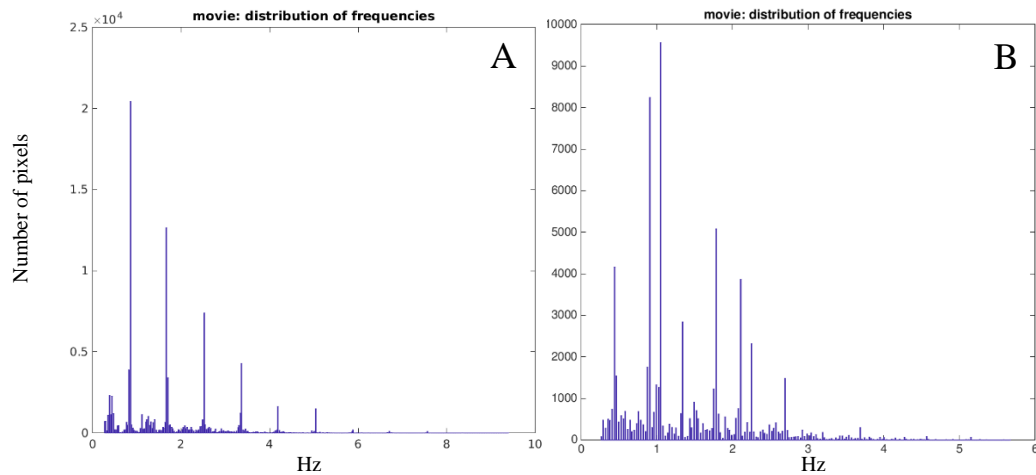 movie: distribution of frequencies
×10⁴
2.5
2
1.5
1
0.5
0
0 2 4 6 8 10
Hz
Number of pixels
A
movie: distribution of frequencies
10000
9000
8000
7000
6000
5000
4000
3000
2000
1000
0
0 1 2 3 4 5 6
Hz
B